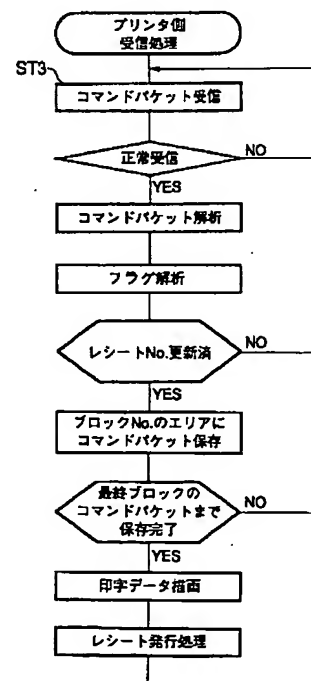 プリンタ側
受信処理
ST3
コマンドパケット受信
正常受信
NO
YES
コマンドパケット解析
フラグ解析
レシートNo.更新済
NO
YES
ブロックNo.のエリアに
コマンドパケット保存
最終ブロックの
コマンドパケットまで
保存完了
NO
YES
印字データ描画
レシート発行処理